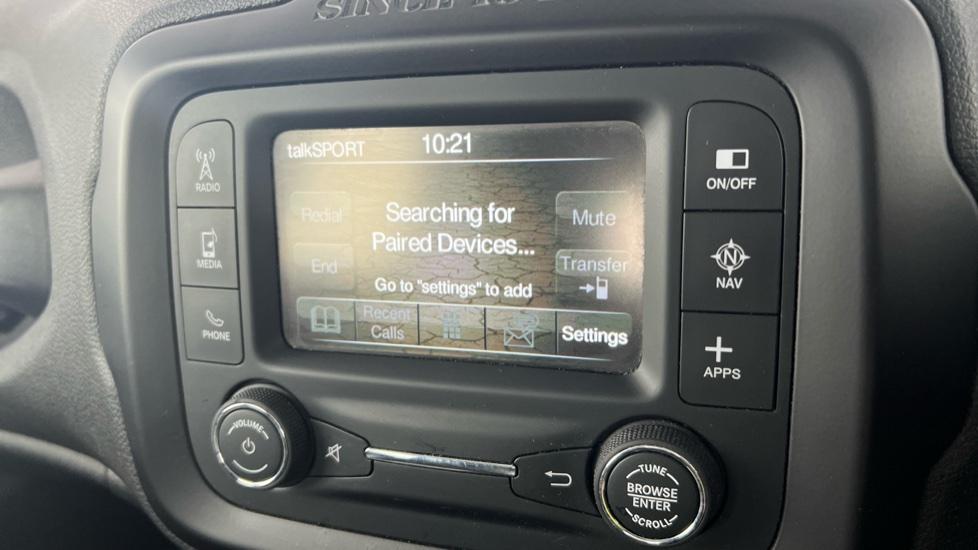 SINCE
RADIO
MEDIA
PHONE
talkSPORT 10:21
Redial
Searching for
Paired Devices...
Mute
End
Go to "settings" to add
Transfer
Recent
Calls
Settings
ON/OFF
N
NAV
APPS
VOLUME
TUNE
BROWSE
ENTER
SCROLL